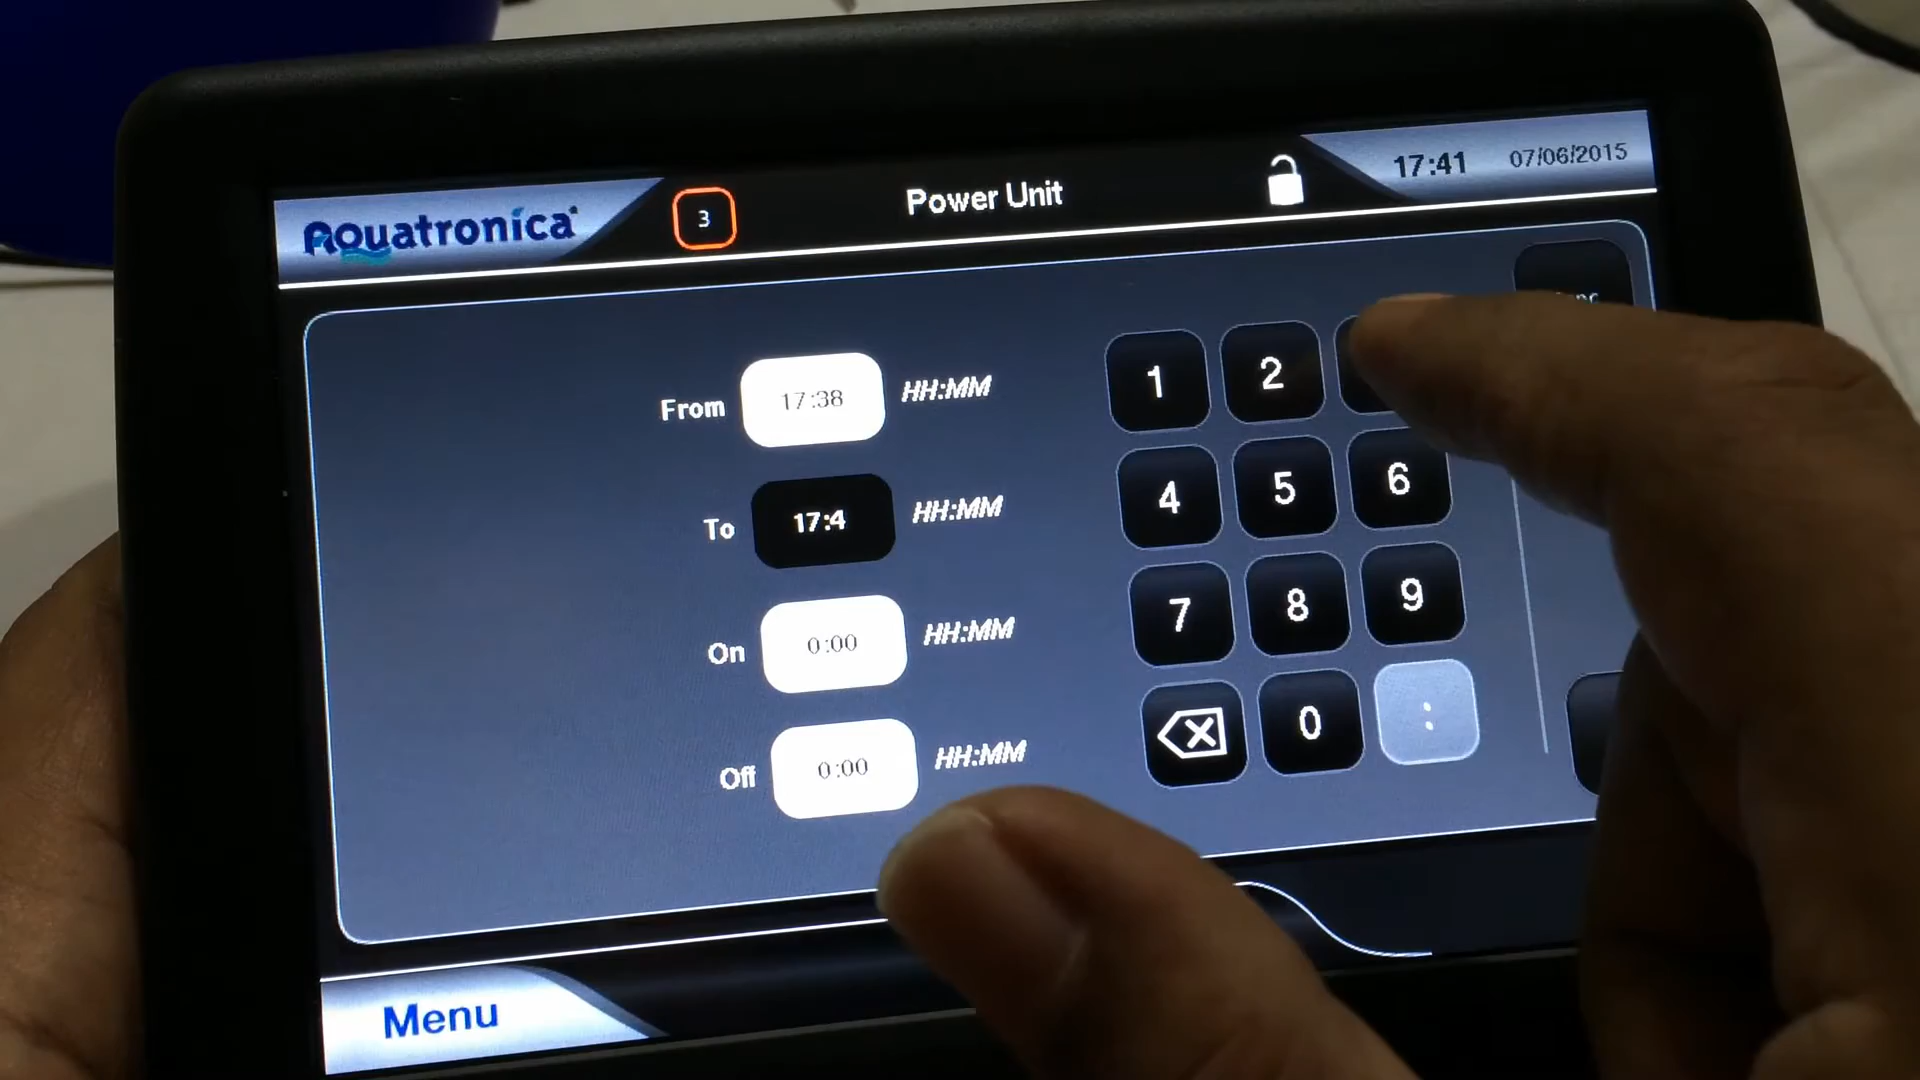 Aquatronica
3
Power Unit
17:41
07/06/2015
From 17:38 HH:MM
To 17:4 HH:MM
On 0:00 HH:MM
Off 0:00 HH:MM
1 2
4 5 6
7 8 9
0 :
Menu